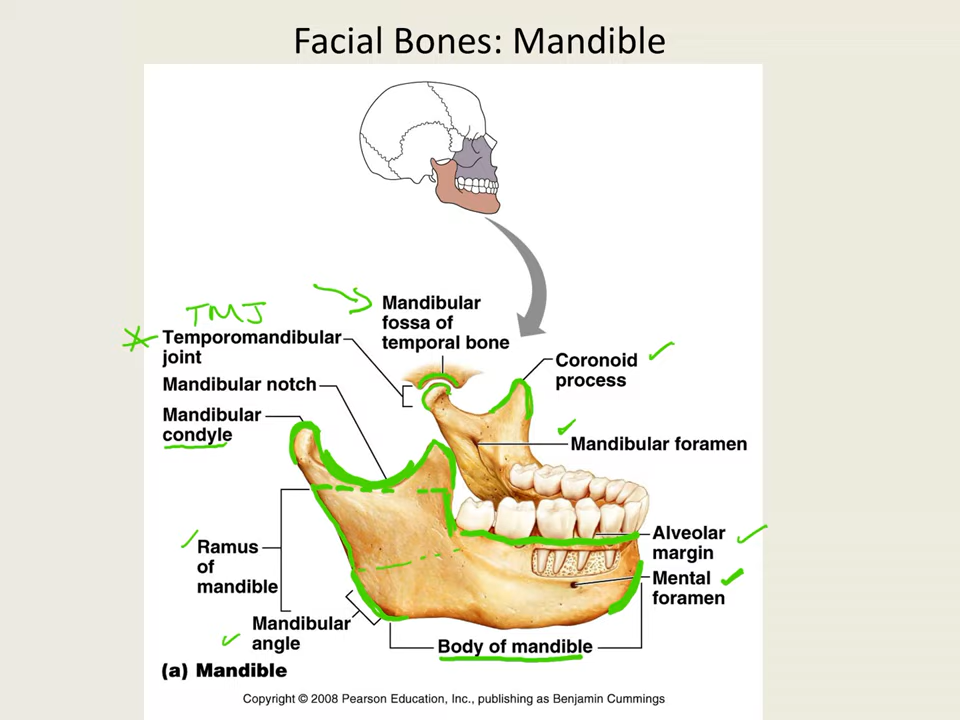 Facial Bones: Mandible
TMJ
Mandibular
fossa of
temporal bone
Temporomandibular
joint
Coronoid
process
Mandibular notch
Mandibular
condyle
Mandibular foramen
Alveolar
margin
Ramus
of
mandible
Mental
foramen
Mandibular
angle
Body of mandible
(a) Mandible
Copyright © 2008 Pearson Education, Inc., publishing as Benjamin Cummings